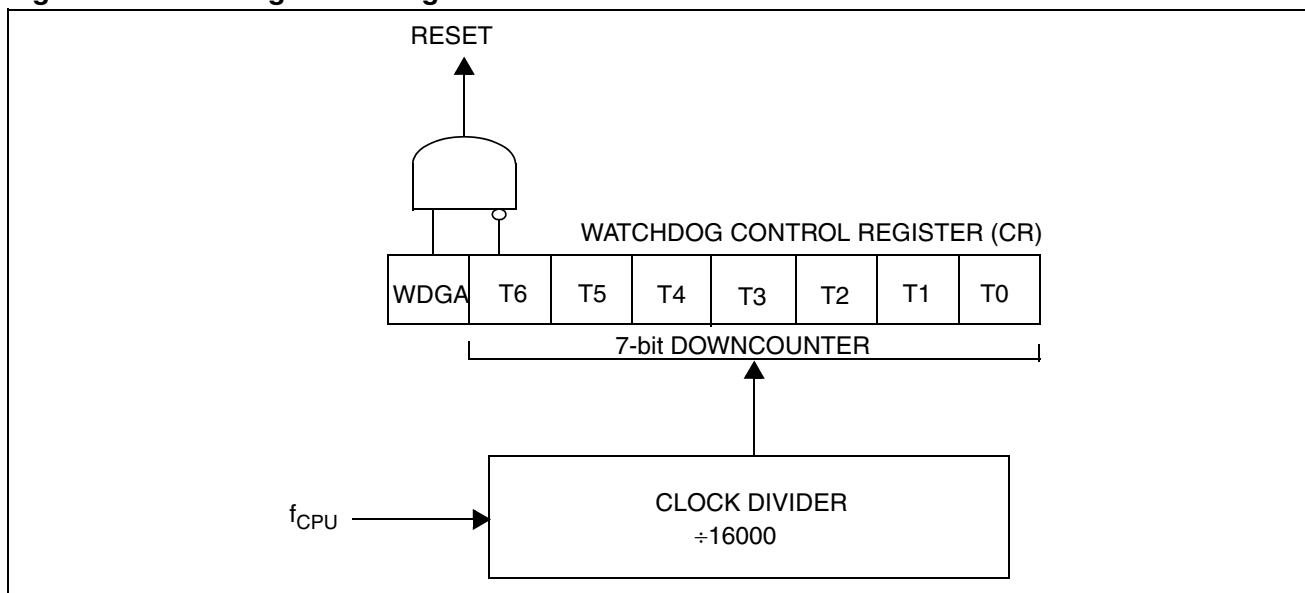 RESET
WATCHDOG CONTROL REGISTER (CR)
WDGA T6 T5 T4 T3 T2 T1 T0
7-bit DOWNCOUNTER
fCPU
CLOCK DIVIDER
÷16000